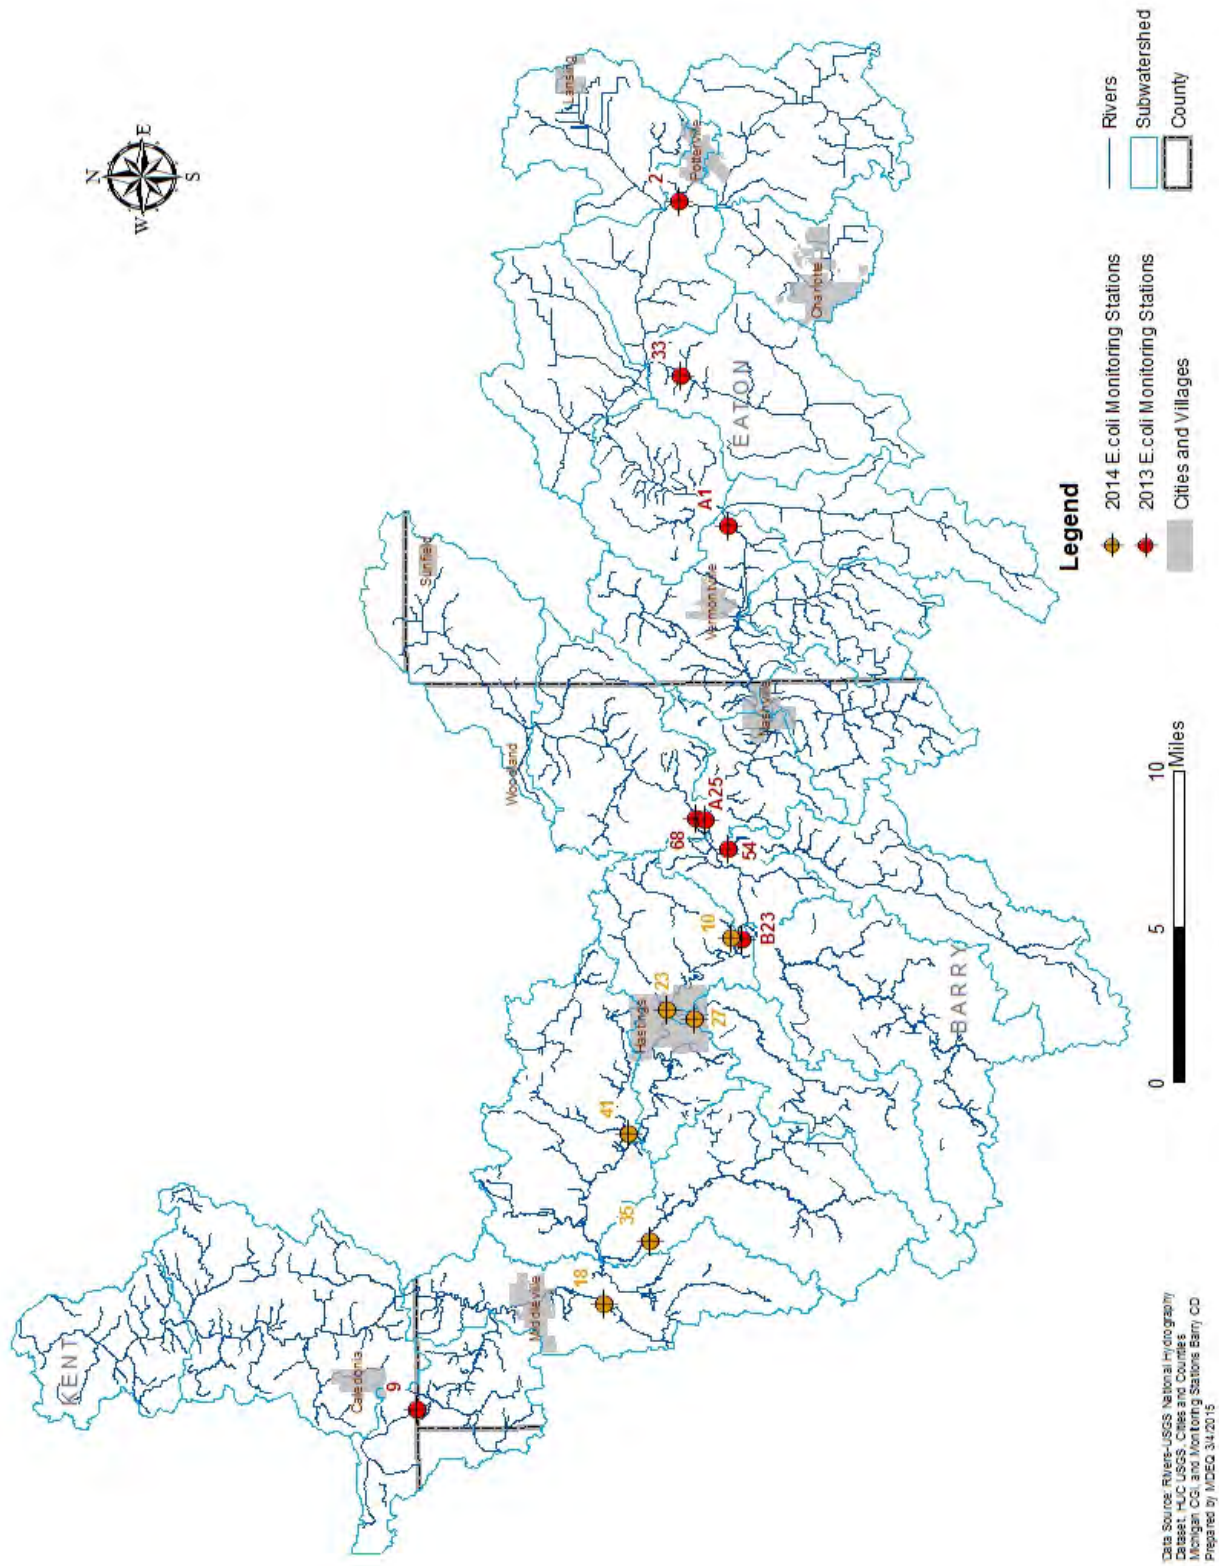 N
W
E
S
KENT
Caledonia
9
Middleville
18
35
41
Hastings
23
27
10
B23
BARRY
Woodland
Sunfield
68
A25
54
Nashville
Vermontville
A1
EATON
33
Charlotte
2
Potterville
Lansing
0
5
10
Miles
Legend
2014 E.coli Monitoring Stations
2013 E.coli Monitoring Stations
Cities and Villages
Rivers
Subwatershed
County
*Data Source: Rivers-USGS National Hydrography
Dataset, HUC USGS, Cities and Counties
Michigan CGI, and Monitoring Stations Barry CD
Prepared by MDEQ 3/4/2015